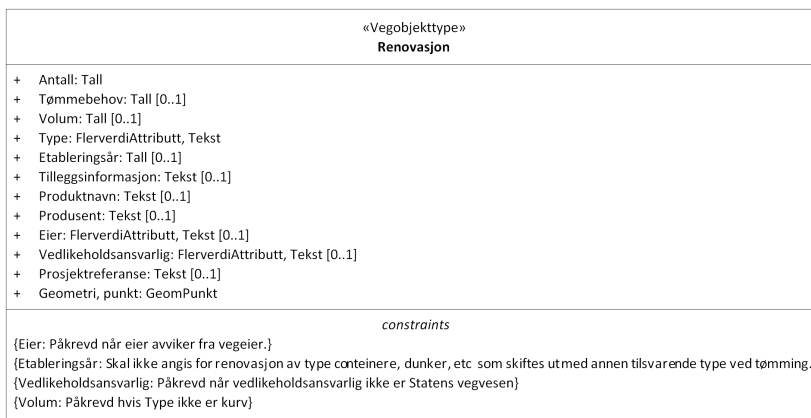 «Vegobjekttype»
Renovasjon
+ Antall: Tall
+ Tømmebehov: Tall [0..1]
+ Volum: Tall [0..1]
+ Type: FlerverdiAttributt, Tekst
+ Etableringsår: Tall [0..1]
+ Tilleggsinformasjon: Tekst [0..1]
+ Produktnavn: Tekst [0..1]
+ Produsent: Tekst [0..1]
+ Eier: FlerverdiAttributt, Tekst [0..1]
+ Vedlikeholdsansvarlig: FlerverdiAttributt, Tekst [0..1]
+ Prosjektreferanse: Tekst [0..1]
+ Geometri, punkt: GeomPunkt
constraints
{Eier: Påkrevd når eier avviker fra vegeier.}
{Etableringsår: Skal ikke angis for renovasjon av type conteinere, dunker, etc som skiftes ut med annen tilsvarende type ved tømming.
{Vedlikeholdsansvarlig: Påkrevd når vedlikeholdsansvarlig ikke er Statens vegvesen}
{Volum: Påkrevd hvis Type ikke er kurv}